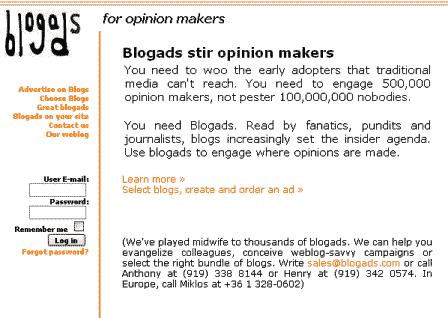 blogads
for opinion makers
Blogads stir opinion makers
You need to woo the early adopters that traditional
media can't reach. You need to engage 500,000
opinion makers, not pester 100,000,000 nobodies.
You need Blogads. Read by fanatics, pundits and
journalists, blogs increasingly set the insider agenda.
Use blogads to engage where opinions are made.
Learn more »
Select blogs, create and order an ad »
(We've played midwife to thousands of blogads. We can help you
evangelize colleagues, conceive weblog-savvy campaigns or
select the right bundle of blogs. Write sales@blogads.com or call
Anthony at (919) 338 8144 or Henry at (919) 342 0574. In
Europe, call Miklos at +36 1 328-0602)
Advertise on Blogs
Choose Blogs
Great blogads
Blogads on your site
Contact us
Our weblog
User E-mail:
Password:
Remember me
Log in
Forgot password?